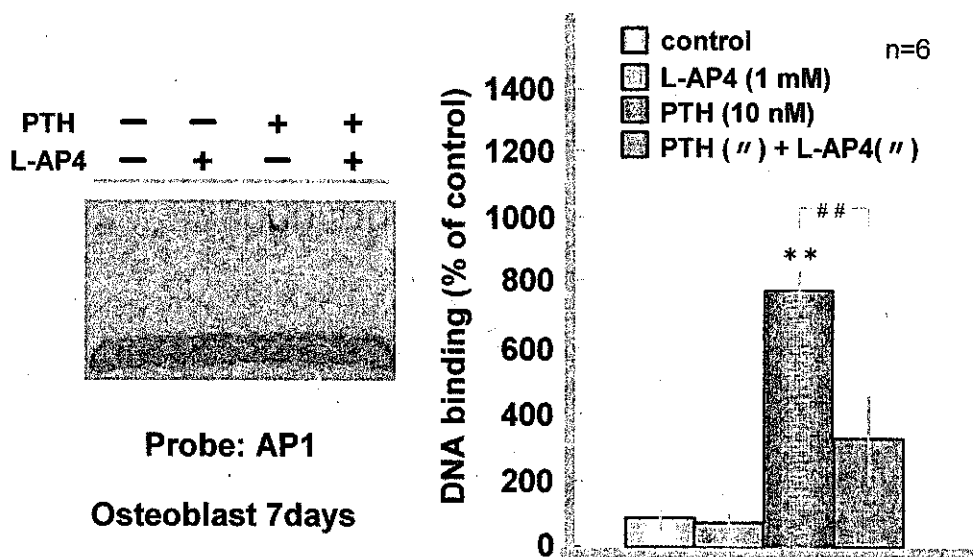 PTH − − + +
L-AP4 − + − +
Probe: AP1
Osteoblast 7days
DNA binding (% of control)
1400
1200
1000
800
600
400
200
0
control
L-AP4 (1 mM)
PTH (10 nM)
PTH (〃) + L-AP4(〃)
n=6
##
**